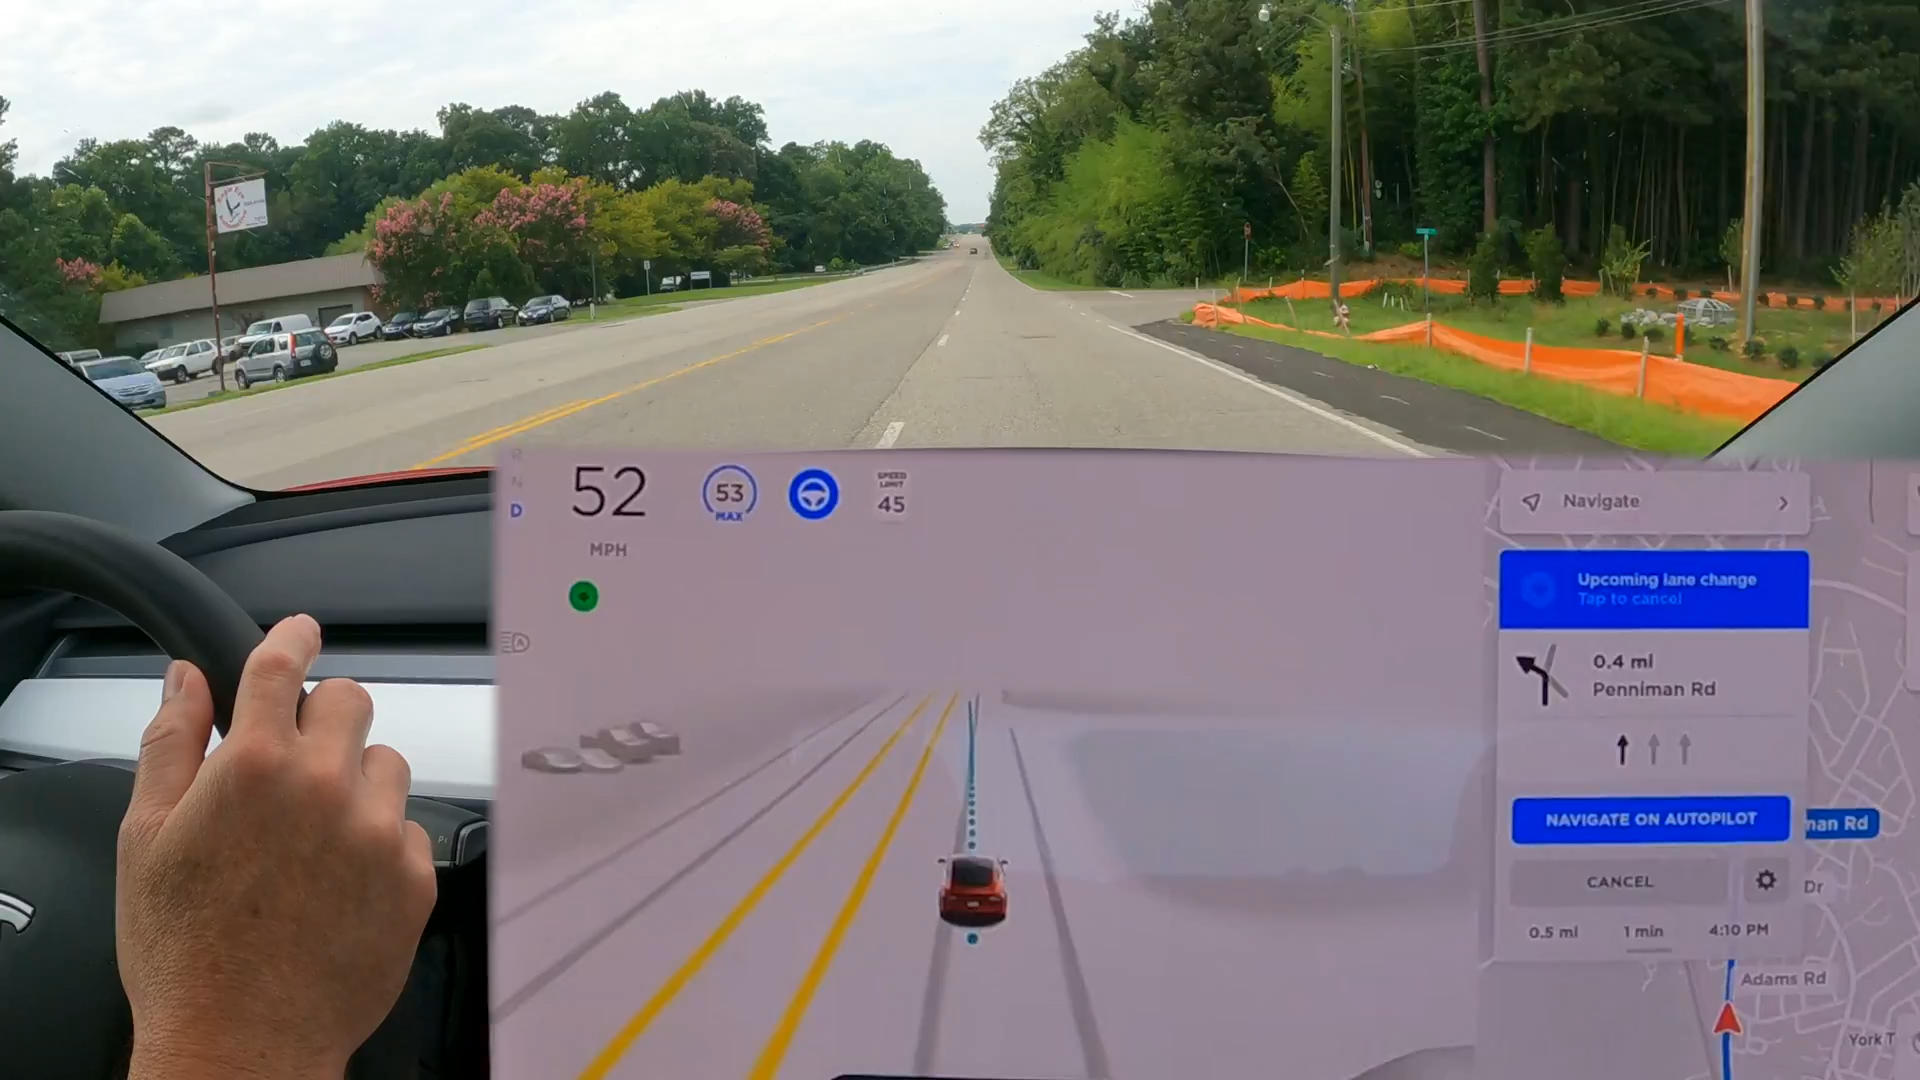 R
N
D
52
MPH
53
MAX
SPEED
LIMIT
45
Navigate
Upcoming lane change
Tap to cancel
0.4 mi
Penniman Rd
NAVIGATE ON AUTOPILOT
CANCEL
0.5 mi
1 min
4:10 PM
man Rd
Dr
Adams Rd
York T